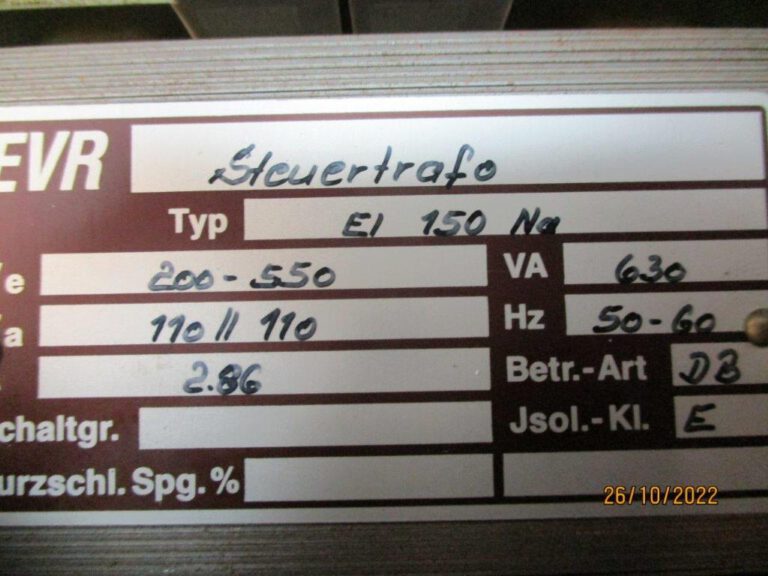 EVR Steuertrafo
Typ EI 150 Na
e 200-550 VA 630
a 110 // 110 Hz 50-60
2.86 Betr.-Art DB
chaltgr. Jsol.-Kl. E
urzschl. Spg. %
26/10/2022